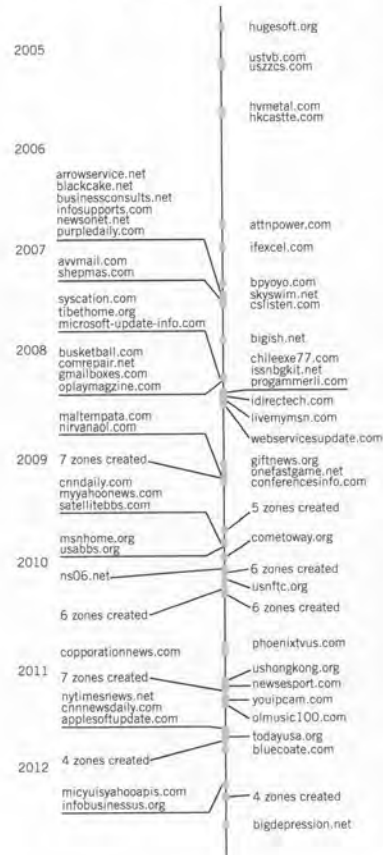 hugesoft.org
2005
ustvb.com
uszzcs.com
hvmetal.com
hkcastte.com
2006
arrowservice.net
blackcake.net
businessconsults.net
infosupports.com
newsonet.net
purpledaily.com
attnpower.com
2007
ifexcel.com
avvmail.com
shepmas.com
bpyoyo.com
skyswim.net
cslisten.com
syscation.com
tibethome.org
microsoft-update-info.com
bigish.net
2008
busketball.com
comrepair.net
gmailboxes.com
oplaymagzine.com
chileexe77.com
issnbgkit.net
progammerli.com
idirectech.com
livemymsn.com
webservicesupdate.com
maltempata.com
nirvanaol.com
2009
7 zones created
giftnews.org
onefastgame.net
conferencesinfo.com
cnndaily.com
myyahoonews.com
satellitebbs.com
5 zones created
msnhome.org
usabbs.org
cometoway.org
2010
ns06.net
6 zones created
usnftc.org
6 zones created
6 zones created
phoenixtvus.com
copporationnews.com
2011
ushongkong.org
7 zones created
newsesport.com
nytimesnews.net
cnnnewsdaily.com
applesoftupdate.com
youipcam.com
olmusic100.com
todayusa.org
bluecoate.com
4 zones created
2012
micyuisyahooapis.com
infobusinessus.org
4 zones created
bigdepression.net